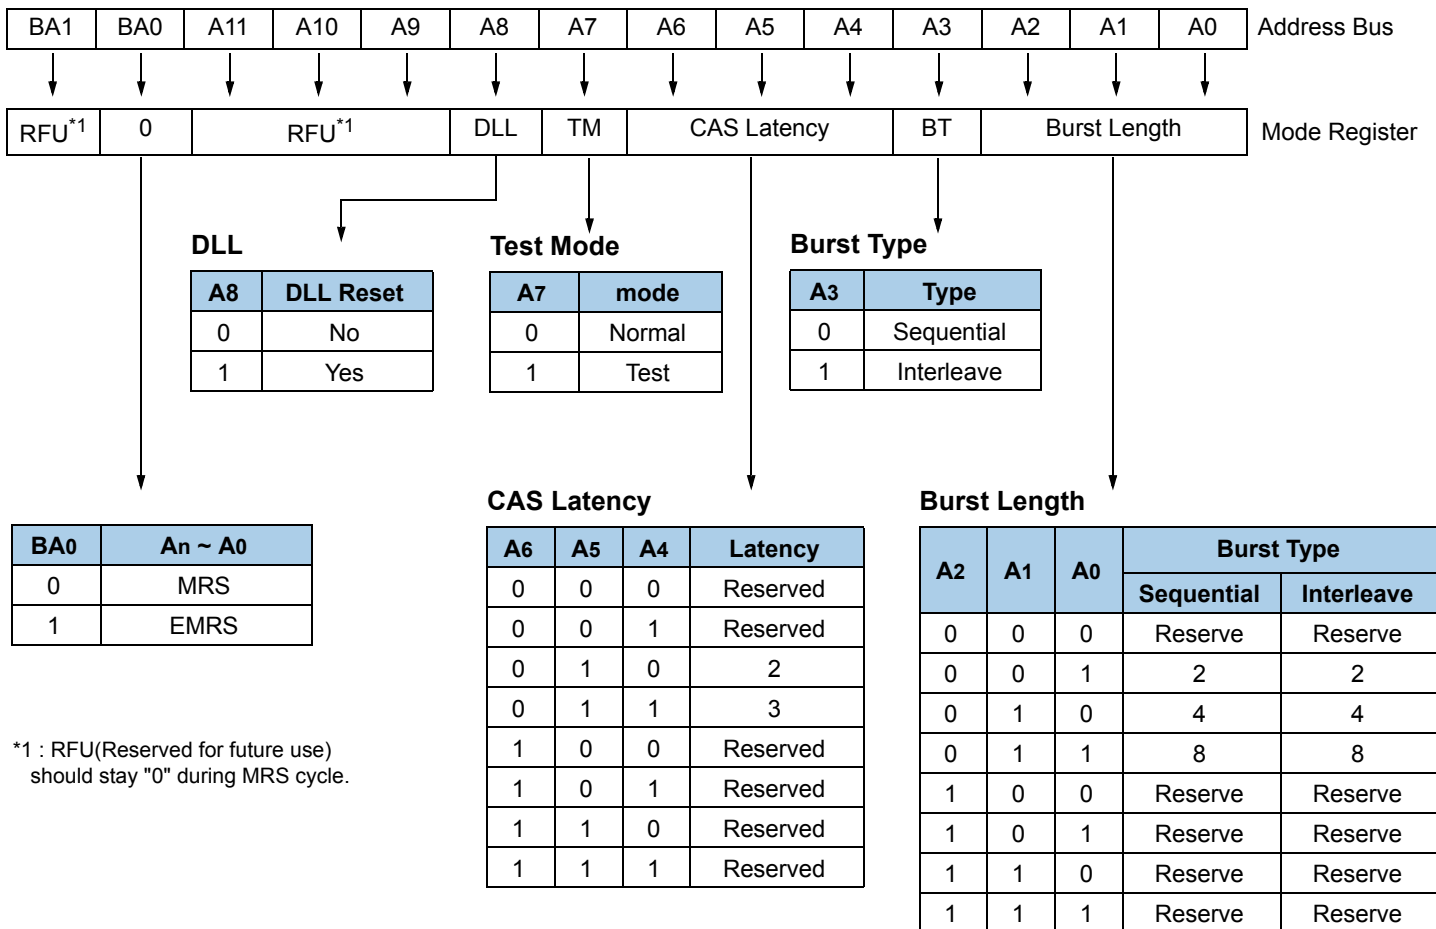 BA1 BA0 A11 A10 A9 A8 A7 A6 A5 A4 A3 A2 A1 A0 Address Bus
RFU*1 0 RFU*1 DLL TM CAS Latency BT Burst Length Mode Register
DLL
A8 DLL Reset
0 No
1 Yes
Test Mode
A7 mode
0 Normal
1 Test
Burst Type
A3 Type
0 Sequential
1 Interleave
BA0 An ~ A0
0 MRS
1 EMRS
*1 : RFU(Reserved for future use)
should stay "0" during MRS cycle.
CAS Latency
A6 A5 A4 Latency
0 0 0 Reserved
0 0 1 Reserved
0 1 0 2
0 1 1 3
1 0 0 Reserved
1 0 1 Reserved
1 1 0 Reserved
1 1 1 Reserved
Burst Length
A2 A1 A0 Burst Type
Sequential Interleave
0 0 0 Reserve Reserve
0 0 1 2 2
0 1 0 4 4
0 1 1 8 8
1 0 0 Reserve Reserve
1 0 1 Reserve Reserve
1 1 0 Reserve Reserve
1 1 1 Reserve Reserve